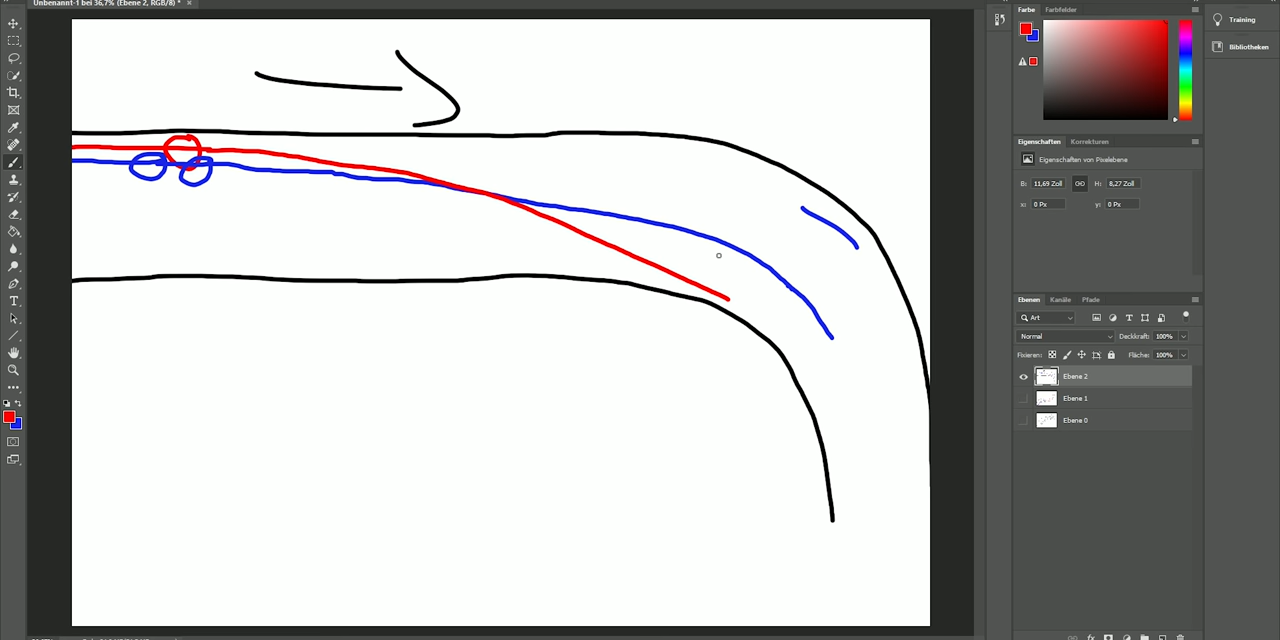 Unbenannt-1 bei 36,7% (Ebene 2, RGB/8) * ×
Farbe Farbfelder
Training
Bibliotheken
Eigenschaften Korrekturen
Eigenschaften von Pixelebene
B: 11,69 Zoll H: 8,27 Zoll
x: 0 Px y: 0 Px
Ebenen Kanäle Pfade
Art
Normal Deckkraft: 100%
Fixieren: Fläche: 100%
Ebene 2
Ebene 1
Ebene 0